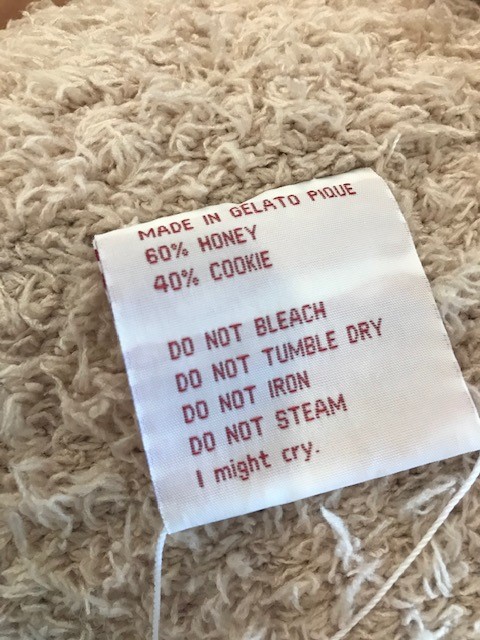 MADE IN GELATO PIQUE
60% HONEY
40% COOKIE
DO NOT BLEACH
DO NOT TUMBLE DRY
DO NOT IRON
DO NOT STEAM
I might cry.